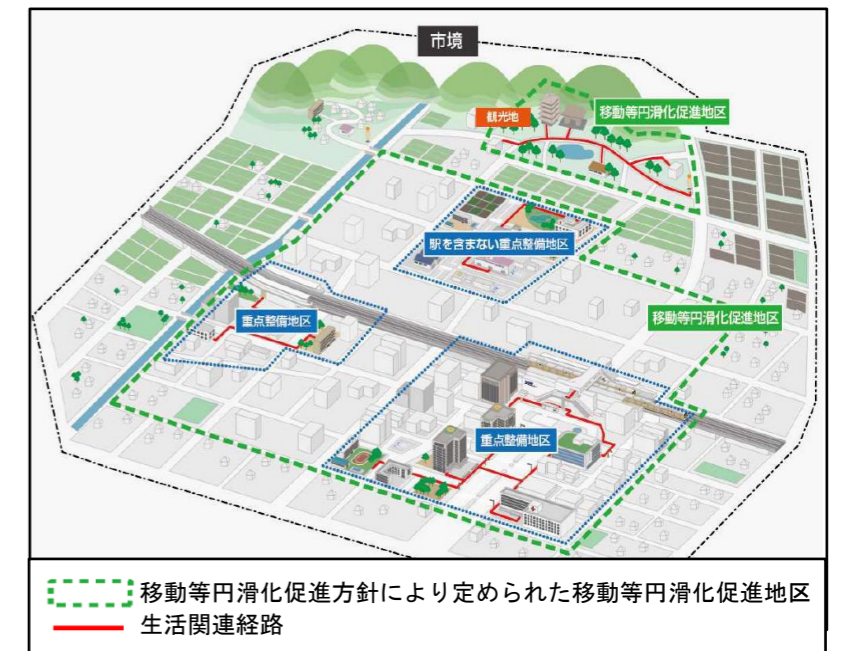 市境
観光地
移動等円滑化促進地区
駅を含まない重点整備地区
移動等円滑化促進地区
重点整備地区
重点整備地区
移動等円滑化促進方針により定められた移動等円滑化促進地区
生活関連経路